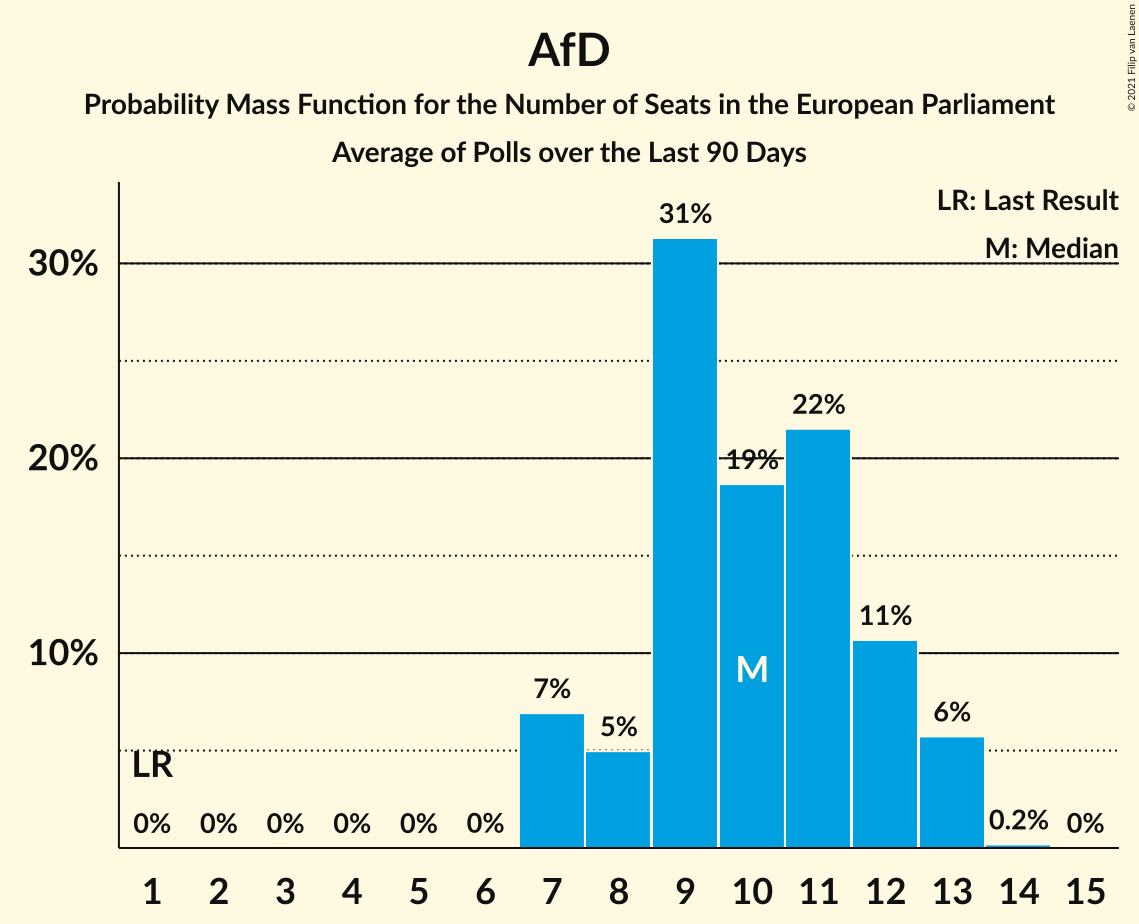 AfD
Probability Mass Function for the Number of Seats in the European Parliament
Average of Polls over the Last 90 Days
© 2021 Filip van Laenen
LR: Last Result
M: Median
30%
20%
10%
31%
19%
22%
11%
7%
5%
6%
M
LR
0%
0%
0%
0%
0%
0%
0.2%
0%
1 2 3 4 5 6 7 8 9 10 11 12 13 14 15